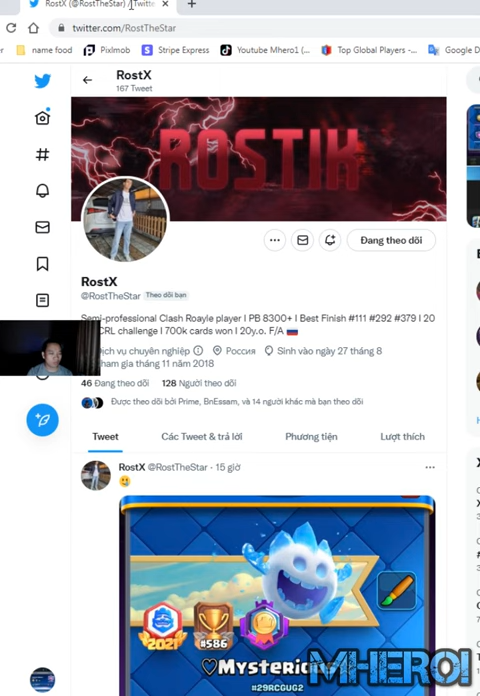 RostX (@RostTheStar) / Twitte
twitter.com/RostTheStar
name food
PixImob
Stripe Express
Youtube Mhero1 (...
Top Global Players -...
Google D
RostX
167 Tweet
ROSTIK
Đang theo dõi
RostX
@RostTheStar Theo dõi bạn
Semi-professional Clash Roayle player I PB 8300+ I Best Finish #111 #292 #379 I 20
CRL challenge I 700k cards won I 20y.o. F/A
Dịch vụ chuyên nghiệp Россия Sinh vào ngày 27 tháng 8
ham gia tháng 11 năm 2018
46 Đang theo dõi 128 Người theo dõi
Được theo dõi bởi Prime, BnEssam, và 14 người khác mà bạn theo dõi
Tweet Các Tweet & trả lời Phương tiện Lượt thích
RostX @RostTheStar · 15 giờ
2021
#586
#29RCGUG2
MHERO!